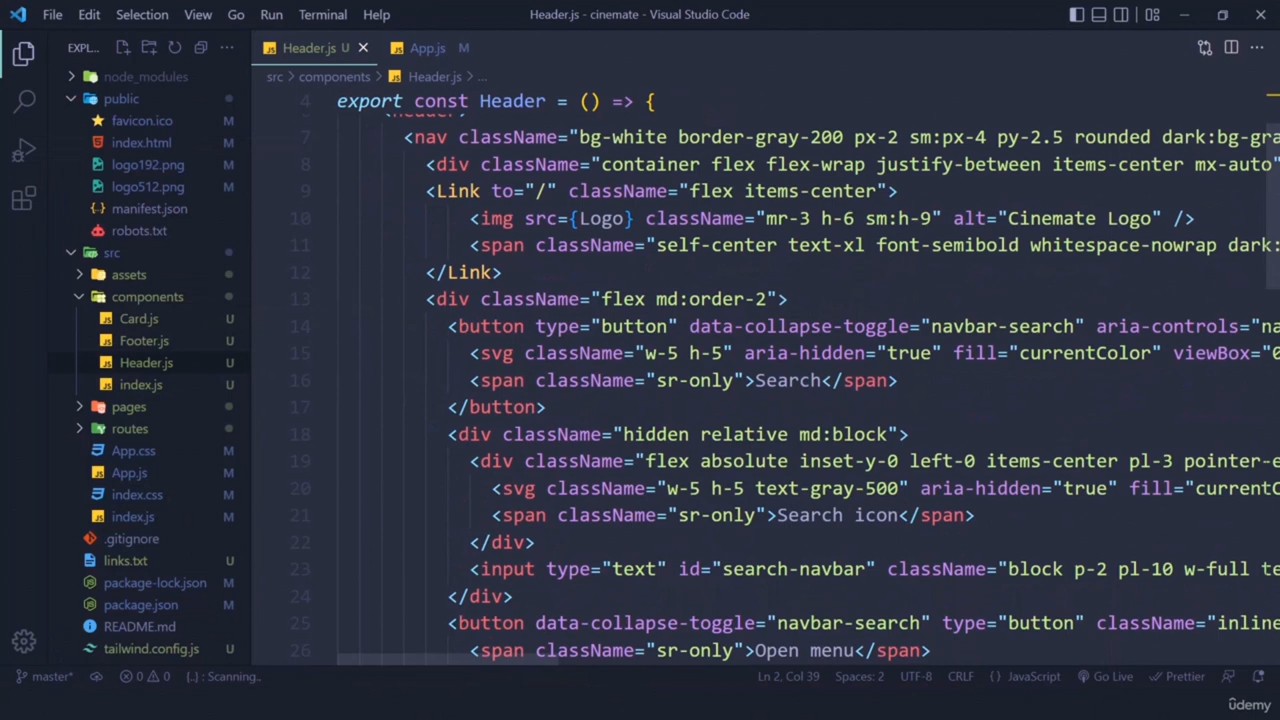 File Edit Selection View Go Run Terminal Help
Header.js - cinemate - Visual Studio Code
EXPL...
node_modules
public
favicon.ico M
index.html M
logo192.png M
logo512.png M
manifest.json M
robots.txt M
src
assets
components
Card.js U
Footer.js U
Header.js U
index.js U
pages
routes
App.css M
App.js M
index.css M
index.js M
.gitignore
links.txt U
package-lock.json M
package.json M
README.md
tailwind.config.js U
Header.js U
App.js M
src > components > Header.js > ...
4 export const Header = () => {
7 <nav className="bg-white border-gray-200 px-2 sm:px-4 py-2.5 rounded dark:bg-gra
8 <div className="container flex flex-wrap justify-between items-center mx-auto"
9 <Link to="/" className="flex items-center">
10 <img src={Logo} className="mr-3 h-6 sm:h-9" alt="Cinemate Logo" />
11 <span className="self-center text-xl font-semibold whitespace-nowrap dark:
12 </Link>
13 <div className="flex md:order-2">
14 <button type="button" data-collapse-toggle="navbar-search" aria-controls="na
15 <svg className="w-5 h-5" aria-hidden="true" fill="currentColor" viewBox="0
16 <span className="sr-only">Search</span>
17 </button>
18 <div className="hidden relative md:block">
19 <div className="flex absolute inset-y-0 left-0 items-center pl-3 pointer-e
20 <svg className="w-5 h-5 text-gray-500" aria-hidden="true" fill="currentC
21 <span className="sr-only">Search icon</span>
22 </div>
23 <input type="text" id="search-navbar" className="block p-2 pl-10 w-full te
24 </div>
25 <button data-collapse-toggle="navbar-search" type="button" className="inline
26 <span className="sr-only">Open menu</span>
master* 0 0 {..} : Scanning.. Ln 2, Col 39 Spaces: 2 UTF-8 CRLF {} JavaScript Go Live Prettier
ûdemy